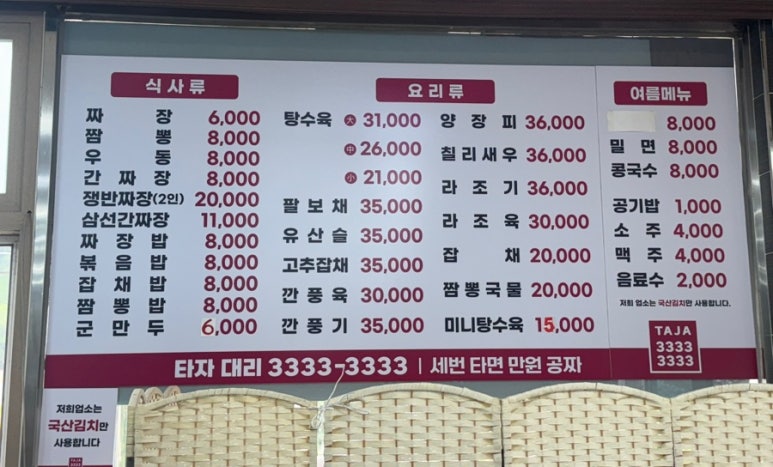 식사류
짜 장 6,000
짬 뽕 8,000
우 동 8,000
간 짜 장 8,000
쟁반짜장(2인) 20,000
삼선간짜장 11,000
짜 장 밥 8,000
볶 음 밥 8,000
잡 채 밥 8,000
짬 뽕 밥 8,000
군 만 두 6,000
요리류
탕수육 大 31,000
中 26,000
小 21,000
팔 보 채 35,000
유 산 슬 35,000
고추잡채 35,000
깐 풍 육 30,000
깐 풍 기 35,000
양 장 피 36,000
칠리새우 36,000
라 조 기 36,000
라 조 육 30,000
잡 채 20,000
짬뽕국물 20,000
미니탕수육 15,000
여름메뉴
8,000
밀 면 8,000
콩국수 8,000
공기밥 1,000
소 주 4,000
맥 주 4,000
음료수 2,000
저희 업소는 국산김치만 사용합니다.
TAJA
3333
3333
타자 대리 3333-3333 | 세번 타면 만원 공짜
저희업소는
국산김치만
사용합니다
TAJA
3333